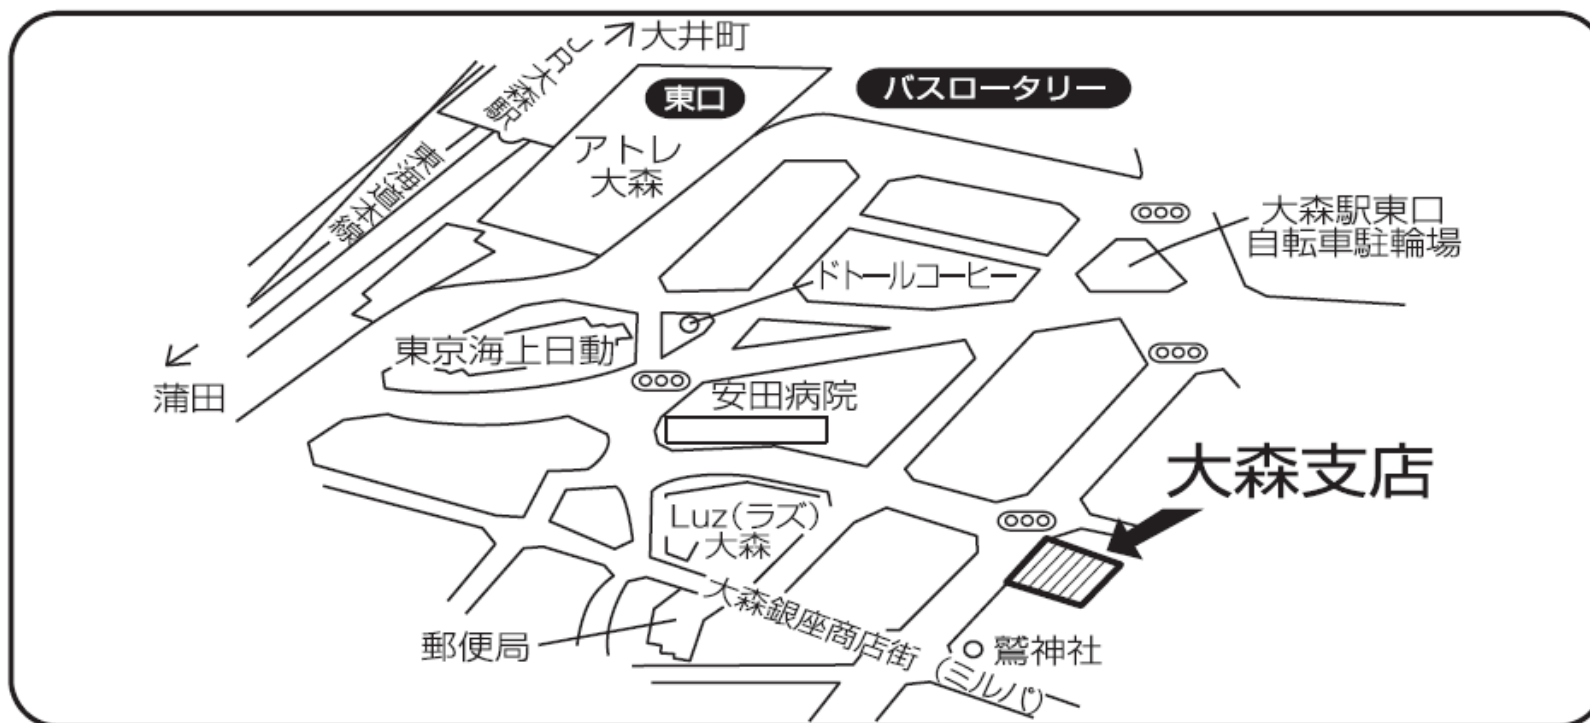 大井町
JR大森駅
東口
バスロータリー
アトレ
大森
東海道本線
大森駅東口
自転車駐輪場
ドトールコーヒー
東京海上日動
蒲田
安田病院
大森支店
Luz(ラズ)
大森
大森銀座商店街
(ミルパ)
郵便局
鷲神社